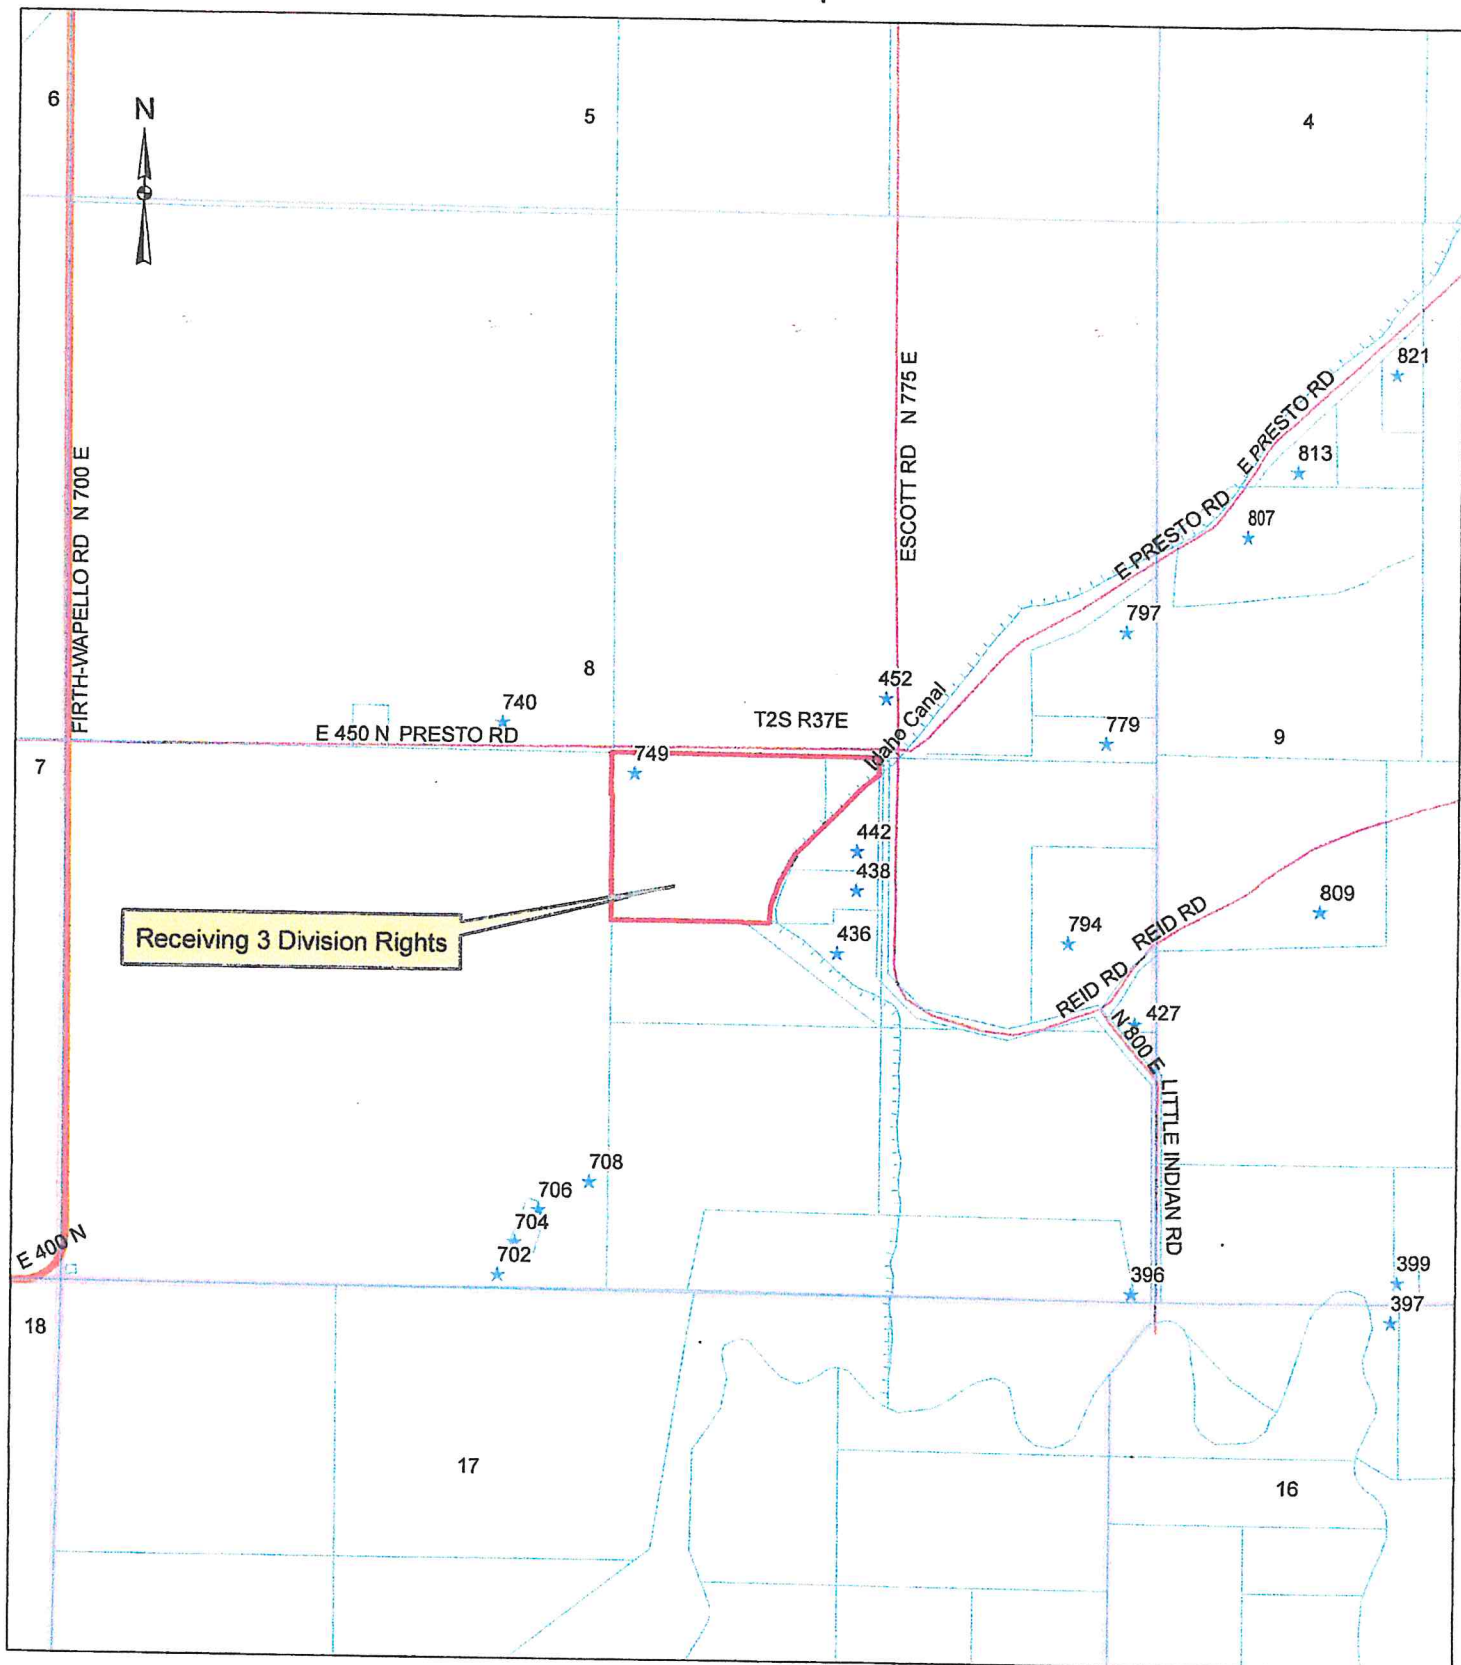 6
5
4
N
821
E PRESTO RD
813
ESCOTT RD N 775 E
FIRTH-WAPELLO RD N 700 E
E PRESTO RD
807
797
8
452
740
T2S R37E
E 450 N PRESTO RD
Idaho Canal
779
9
7
749
442
438
809
Receiving 3 Division Rights
436
794
REID RD
REID RD
427
N 800 E
LITTLE INDIAN RD
708
706
704
702
E 400 N
396
399
397
18
17
16